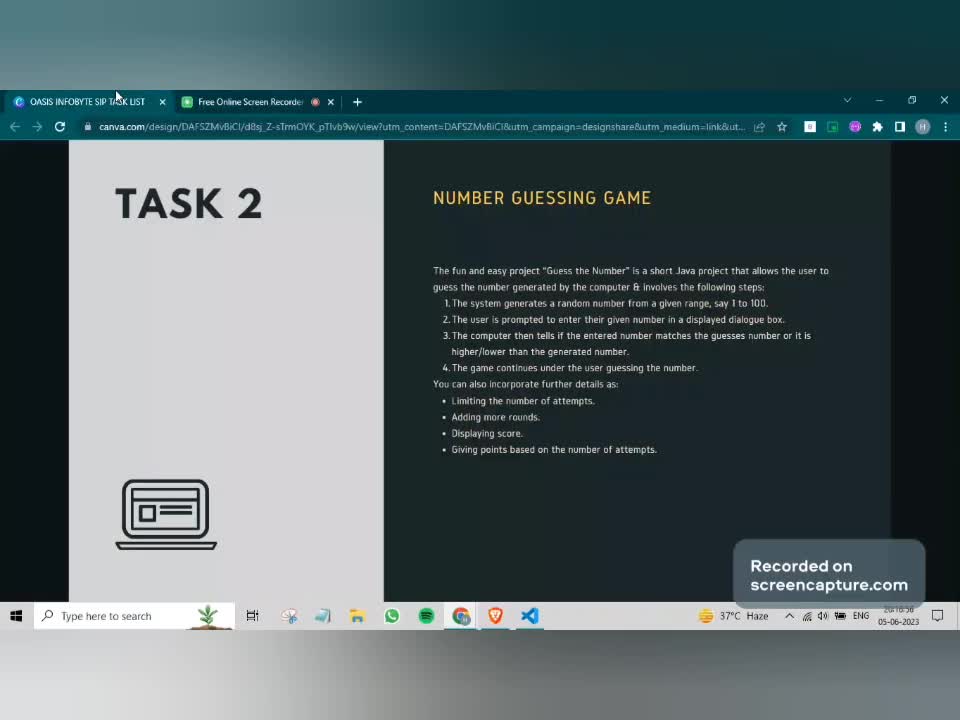 OASIS INFOBYTE SIP TASK LIST
Free Online Screen Recorder
canva.com/design/DAFSZMvBiCI/d8sj_Z-sTrmOYK_pTlvb9w/view?utm_content=DAFSZMvBiCI&utm_campaign=designshare&utm_medium=link&ut...
H
TASK 2
NUMBER GUESSING GAME
The fun and easy project "Guess the Number" is a short Java project that allows the user to
guess the number generated by the computer & involves the following steps:
1. The system generates a random number from a given range, say 1 to 100.
2. The user is prompted to enter their given number in a displayed dialogue box.
3. The computer then tells if the entered number matches the guesses number or it is
higher/lower than the generated number.
4. The game continues under the user guessing the number.
You can also incorporate further details as:
• Limiting the number of attempts.
• Adding more rounds.
• Displaying score.
• Giving points based on the number of attempts.
Recorded on
screencapture.com
Type here to search
37°C Haze
ENG
05-06-2023